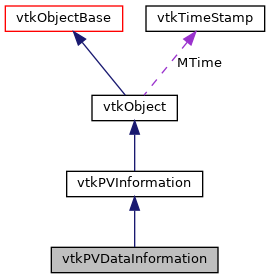 vtkObjectBase
vtkTimeStamp
MTime
vtkObject
vtkPVInformation
vtkPVDataInformation